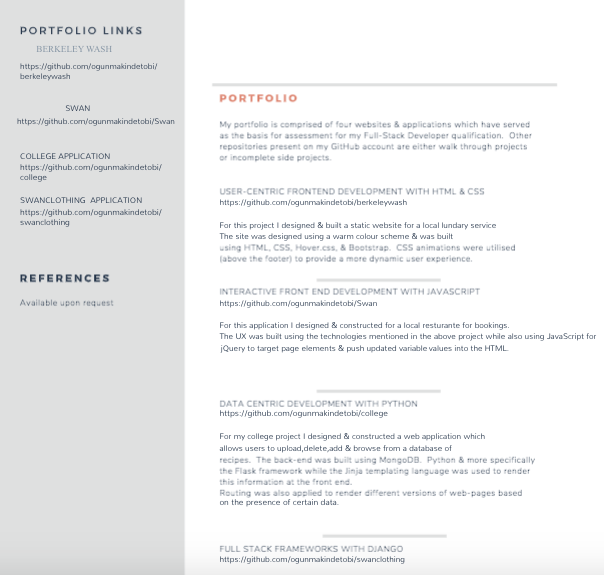 PORTFOLIO LINKS
BERKELEY WASH
https://github.com/ogunmakindetobi/
berkeleywash
SWAN
https://github.com/ogunmakindetobi/Swan
COLLEGE APPLICATION
https://github.com/ogunmakindetobi/
college
SWANCLOTHING APPLICATION
https://github.com/ogunmakindetobi/
swanclothing
REFERENCES
Available upon request
PORTFOLIO
My portfolio is comprised of four websites & applications which have served
as the basis for assessment for my Full-Stack Developer qualification. Other
repositories present on my GitHub account are either walk through projects
or incomplete side projects.
USER-CENTRIC FRONTEND DEVELOPMENT WITH HTML & CSS
https://github.com/ogunmakindetobi/berkeleywash
For this project I designed & built a static website for a local lundary service
The site was designed using a warm colour scheme & was built
using HTML, CSS, Hover.css, & Bootstrap. CSS animations were utilised
(above the footer) to provide a more dynamic user experience.
INTERACTIVE FRONT END DEVELOPMENT WITH JAVASCRIPT
https://github.com/ogunmakindetobi/Swan
For this application I designed & constructed for a local resturante for bookings.
The UX was built using the technologies mentioned in the above project while also using JavaScript for
jQuery to target page elements & push updated variable values into the HTML.
DATA CENTRIC DEVELOPMENT WITH PYTHON
https://github.com/ogunmakindetobi/college
For my college project I designed & constructed a web application which
allows users to upload,delete,add & browse from a database of
recipes. The back-end was built using MongoDB. Python & more specifically
the Flask framework while the Jinja templating language was used to render
this information at the front end.
Routing was also applied to render different versions of web-pages based
on the presence of certain data.
FULL STACK FRAMEWORKS WITH DJANGO
https://github.com/ogunmakindetobi/swanclothing